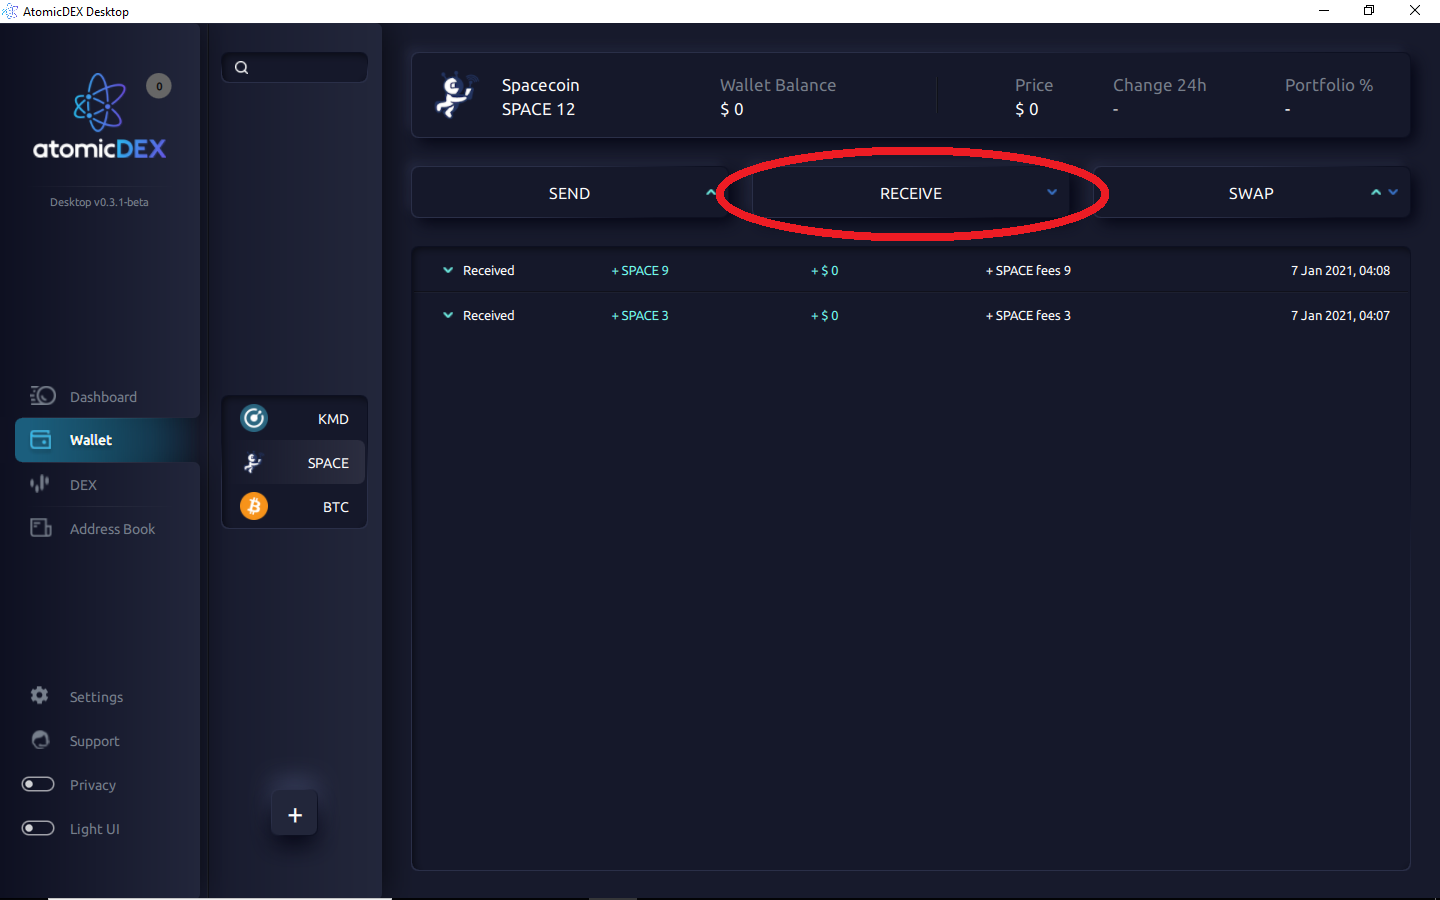 AtomicDEX Desktop
0
atomicDEX
Desktop v0.3.1-beta
Dashboard
Wallet
DEX
Address Book
Settings
Support
Privacy
Light UI
KMD
SPACE
BTC
+
Spacecoin
SPACE 12
Wallet Balance
$ 0
Price
$ 0
Change 24h
-
Portfolio %
-
SEND
RECEIVE
SWAP
Received + SPACE 9 + $ 0 + SPACE fees 9 7 Jan 2021, 04:08
Received + SPACE 3 + $ 0 + SPACE fees 3 7 Jan 2021, 04:07